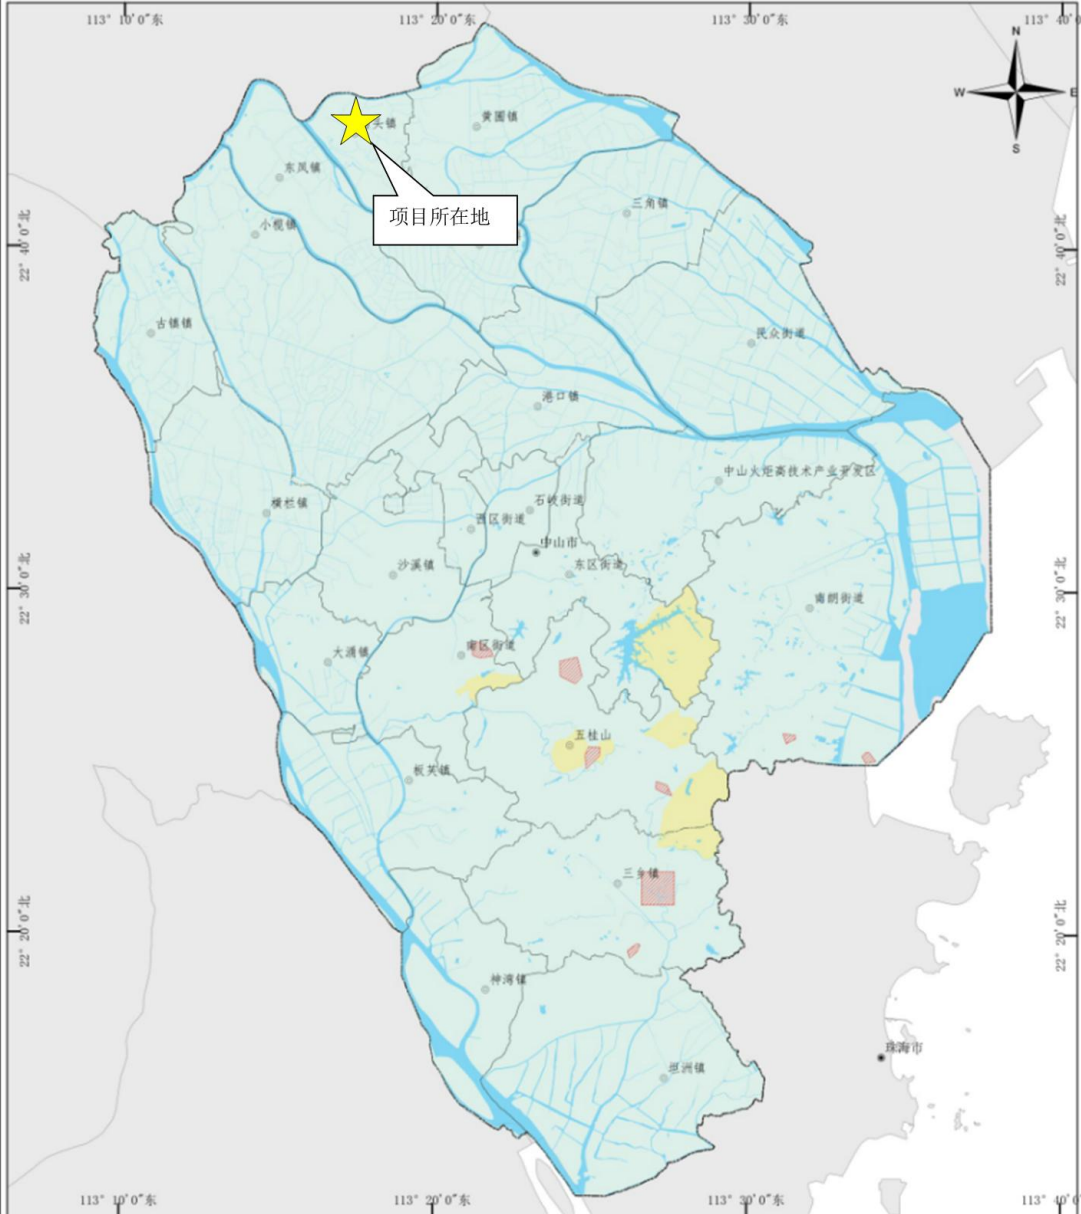 113° 10′0″东
113° 20′0″东
113° 30′0″东
113° 40′0
N
W
E
S
头镇
黄圃镇
东凤镇
项目所在地
三角镇
小榄镇
22° 40′0″北
22° 40′0″北
古镇镇
民众街道
港口镇
中山火炬高技术产业开发区
横栏镇
石岐街道
西区街道
中山市
沙溪镇
东区街道
22° 30′0″北
22° 30′0″北
南朗街道
大涌镇
南区街道
五桂山
板芙镇
三乡镇
22° 20′0″北
22° 20′0″北
神湾镇
珠海市
坦洲镇
113° 10′0″东
113° 20′0″东
113° 30′0″东
113° 40′0